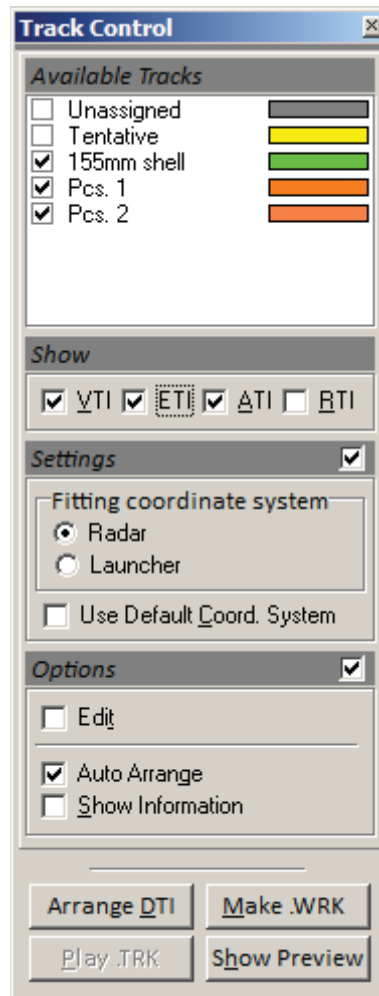 Track Control
Available Tracks
Unassigned
Tentative
155mm shell
Pcs. 1
Pcs. 2
Show
VTI ETI ATI RTI
Settings
Fitting coordinate system
Radar
Launcher
Use Default Coord. System
Options
Edit
Auto Arrange
Show Information
Arrange DTI Make .WRK
Play .TRK Show Preview